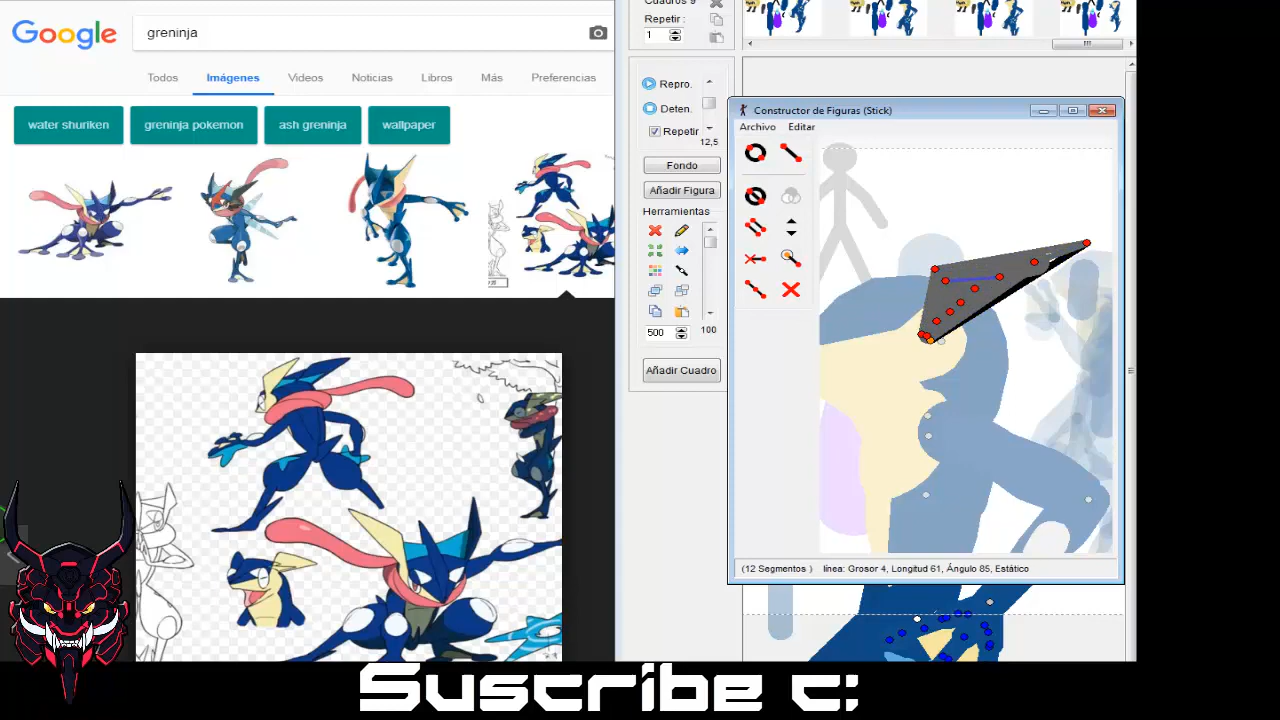 Google
greninja
Todos
Imágenes
Videos
Noticias
Libros
Más
Preferencias
water shuriken
greninja pokemon
ash greninja
wallpaper
Cuadros 9
Repetir :
1
Repro.
Deten.
Repetir
12,5
Fondo
Añadir Figura
Herramientas
500
100
Añadir Cuadro
Constructor de Figuras (Stick)
Archivo Editar
(12 Segmentos ) línea: Grosor 4, Longitud 61, Ángulo 85, Estático
Suscribe c: